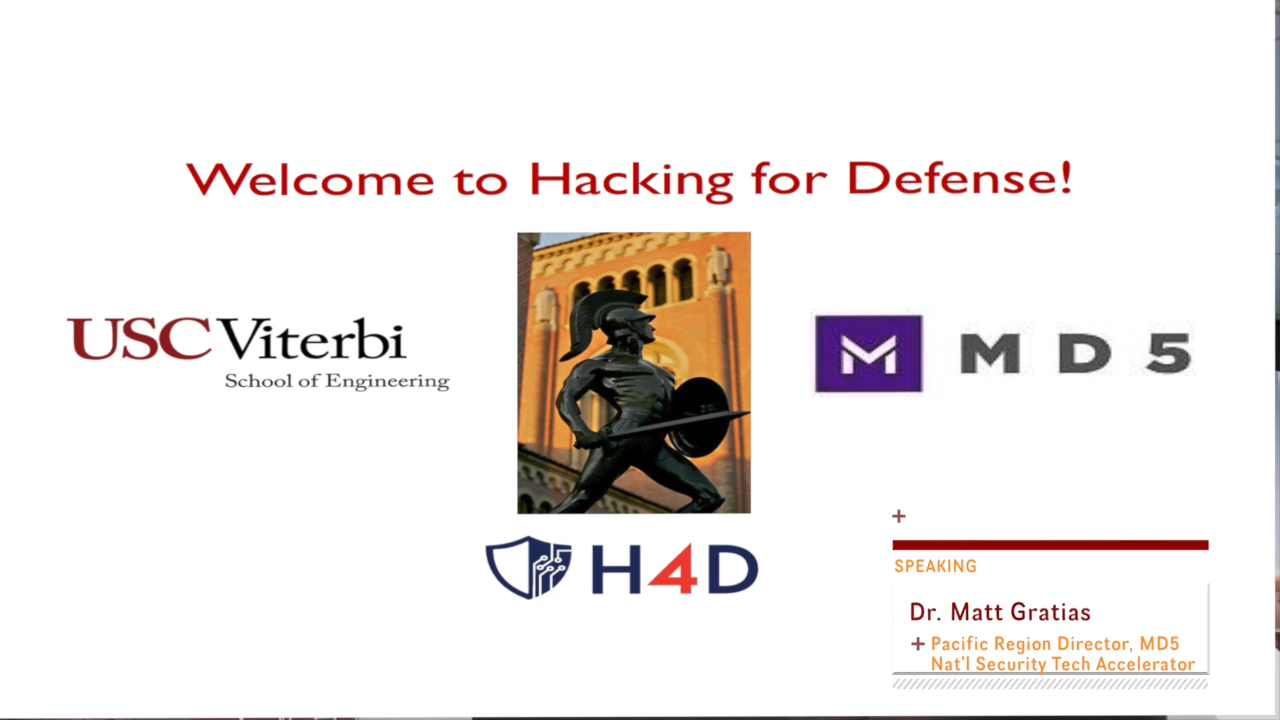 Welcome to Hacking for Defense!
USC Viterbi
School of Engineering
M D 5
H4D
SPEAKING
Dr. Matt Gratias
+ Pacific Region Director, MD5
Nat'l Security Tech Accelerator